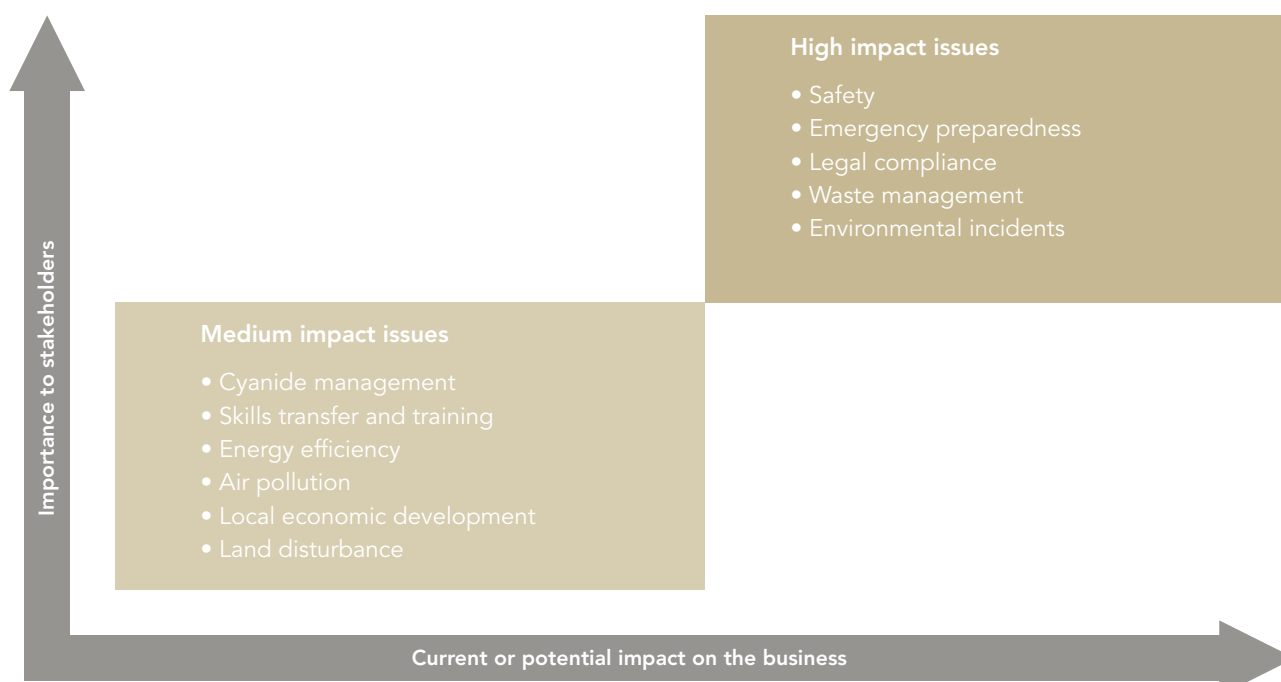 High impact issues
• Safety
• Emergency preparedness
• Legal compliance
• Waste management
• Environmental incidents
Importance to stakeholders
Medium impact issues
• Cyanide management
• Skills transfer and training
• Energy efficiency
• Air pollution
• Local economic development
• Land disturbance
Current or potential impact on the business